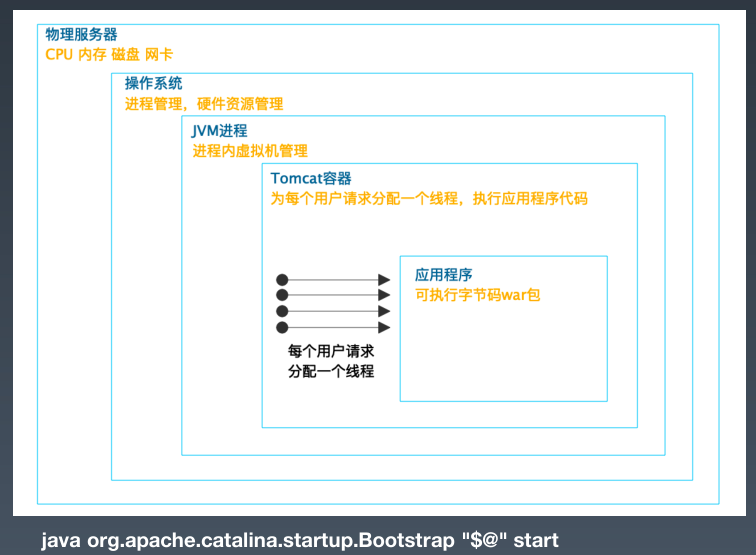 物理服务器
CPU 内存 磁盘 网卡
操作系统
进程管理，硬件资源管理
JVM进程
进程内虚拟机管理
Tomcat容器
为每个用户请求分配一个线程，执行应用程序代码
应用程序
可执行字节码war包
每个用户请求
分配一个线程
java org.apache.catalina.startup.Bootstrap "$@" start